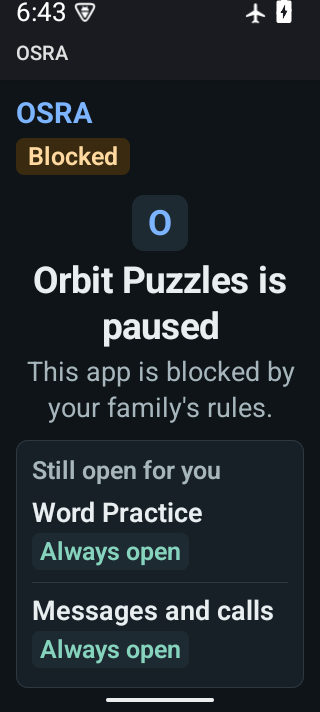 6:43
OSRA
OSRA
Blocked
O
Orbit Puzzles is
paused
This app is blocked by
your family's rules.
Still open for you
Word Practice
Always open
Messages and calls
Always open